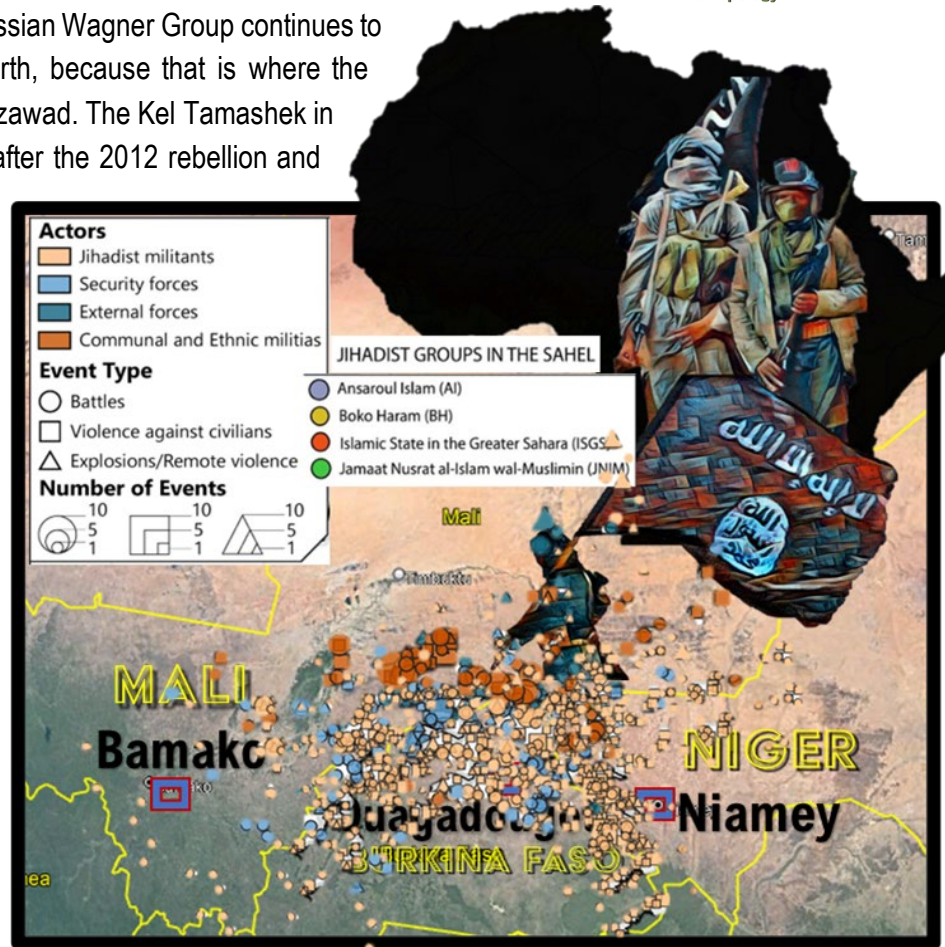 ssian Wagner Group continues to
rth, because that is where the
zawad. The Kel Tamashek in
after the 2012 rebellion and
Tam
Actors
Jihadist militants
Security forces
External forces
Communal and Ethnic militias
Event Type
Battles
Violence against civilians
Explosions/Remote violence
Number of Events
10
5
1
10
5
1
10
5
1
JIHADIST GROUPS IN THE SAHEL
Ansaroul Islam (AI)
Boko Haram (BH)
Islamic State in the Greater Sahara (ISGS)
Jamaat Nusrat al-Islam wal-Muslimin (JNIM)
Mali
Timbuktu
MALI
Bamako
NIGER
Niamey
BURKINA FASO
nea